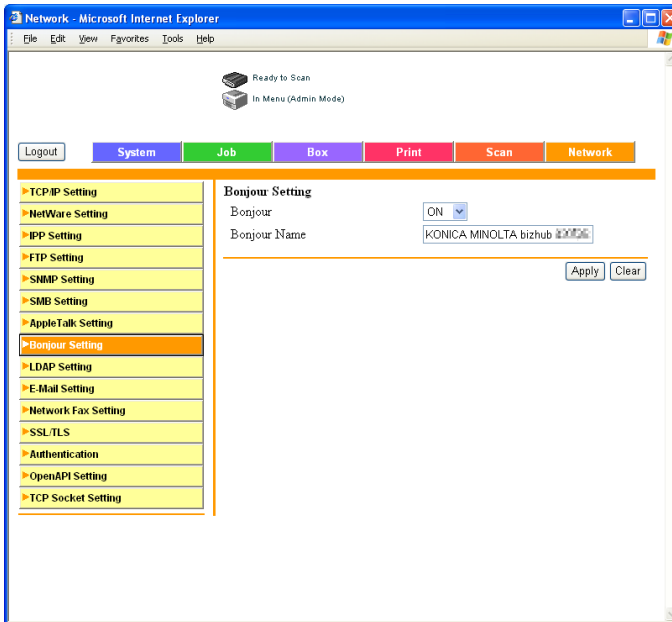 Network - Microsoft Internet Explorer
File Edit View Favorites Tools Help
Ready to Scan
In Menu (Admin Mode)
Logout System Job Box Print Scan Network
TCP/IP Setting
NetWare Setting
IPP Setting
FTP Setting
SNMP Setting
SMB Setting
AppleTalk Setting
Bonjour Setting
LDAP Setting
E-Mail Setting
Network Fax Setting
SSL/TLS
Authentication
OpenAPI Setting
TCP Socket Setting
Bonjour Setting
Bonjour ON
Bonjour Name KONICA MINOLTA bizhub
Apply Clear